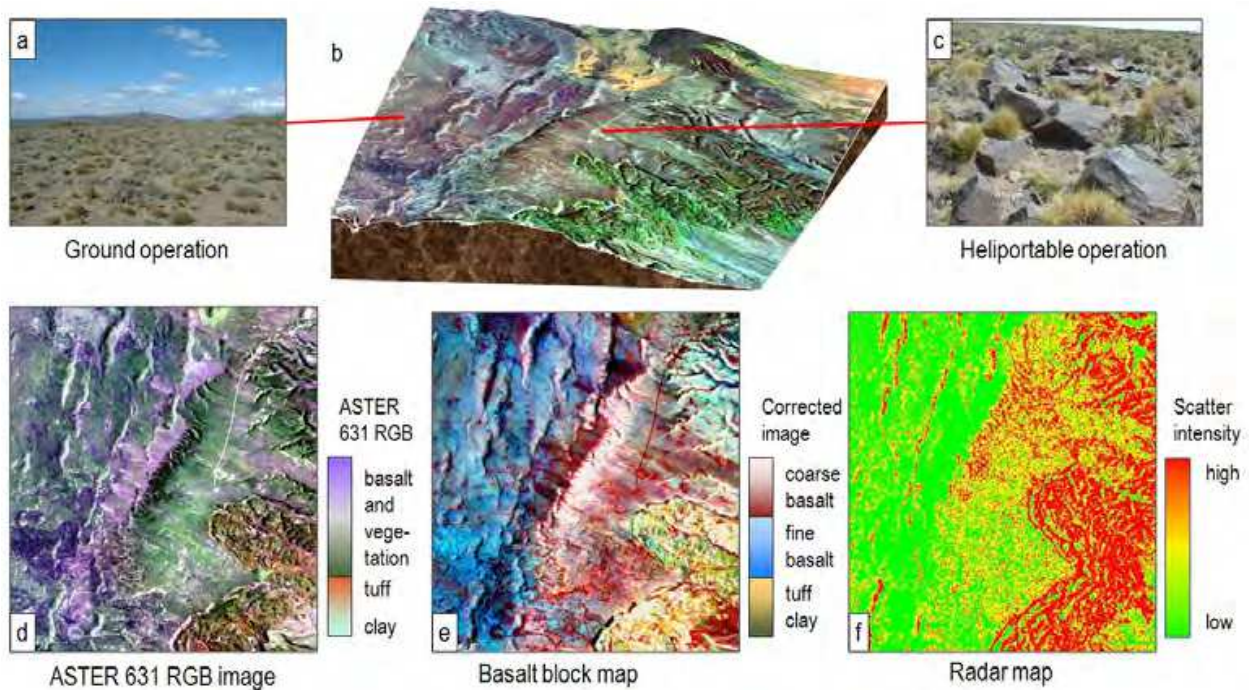 a
b
c
Ground operation
Heliportable operation
ASTER
631 RGB
basalt
and
vege-
tation
tuff
clay
d
ASTER 631 RGB image
Corrected
image
coarse
basalt
fine
basalt
tuff
clay
e
Basalt block map
Scatter
intensity
high
low
f
Radar map